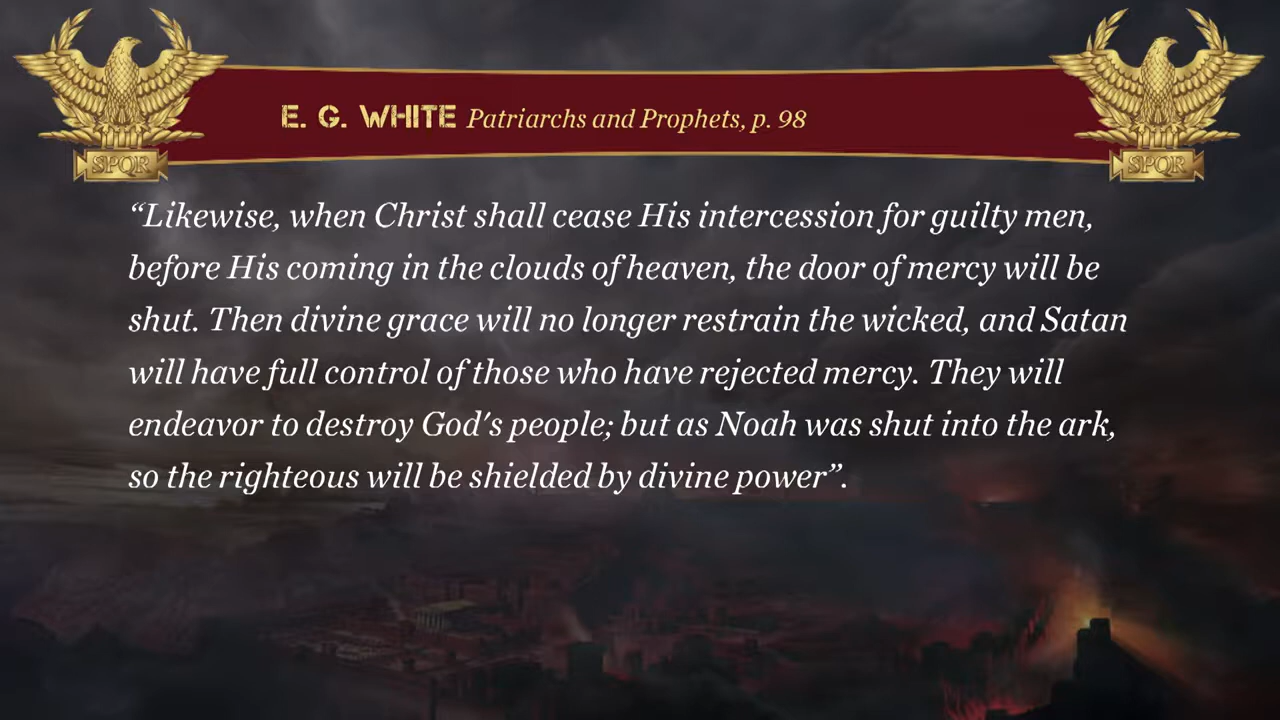 SPQR
E. G. WHITE Patriarchs and Prophets, p. 98
SPQR
“Likewise, when Christ shall cease His intercession for guilty men,
before His coming in the clouds of heaven, the door of mercy will be
shut. Then divine grace will no longer restrain the wicked, and Satan
will have full control of those who have rejected mercy. They will
endeavor to destroy God's people; but as Noah was shut into the ark,
so the righteous will be shielded by divine power”.